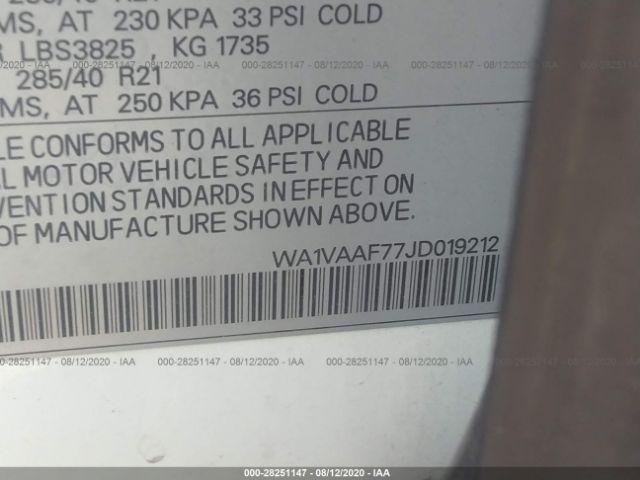 MS, AT 230 KPA 33 PSI COLD
LBS3825 , KG 1735
285/40 R21
MS, AT 250 KPA 36 PSI COLD
LE CONFORMS TO ALL APPLICABLE
L MOTOR VEHICLE SAFETY AND
VENTION STANDARDS IN EFFECT ON
OF MANUFACTURE SHOWN ABOVE.
WA1VAAF77JD019212
000-28251147 - 08/12/2020 - IAA